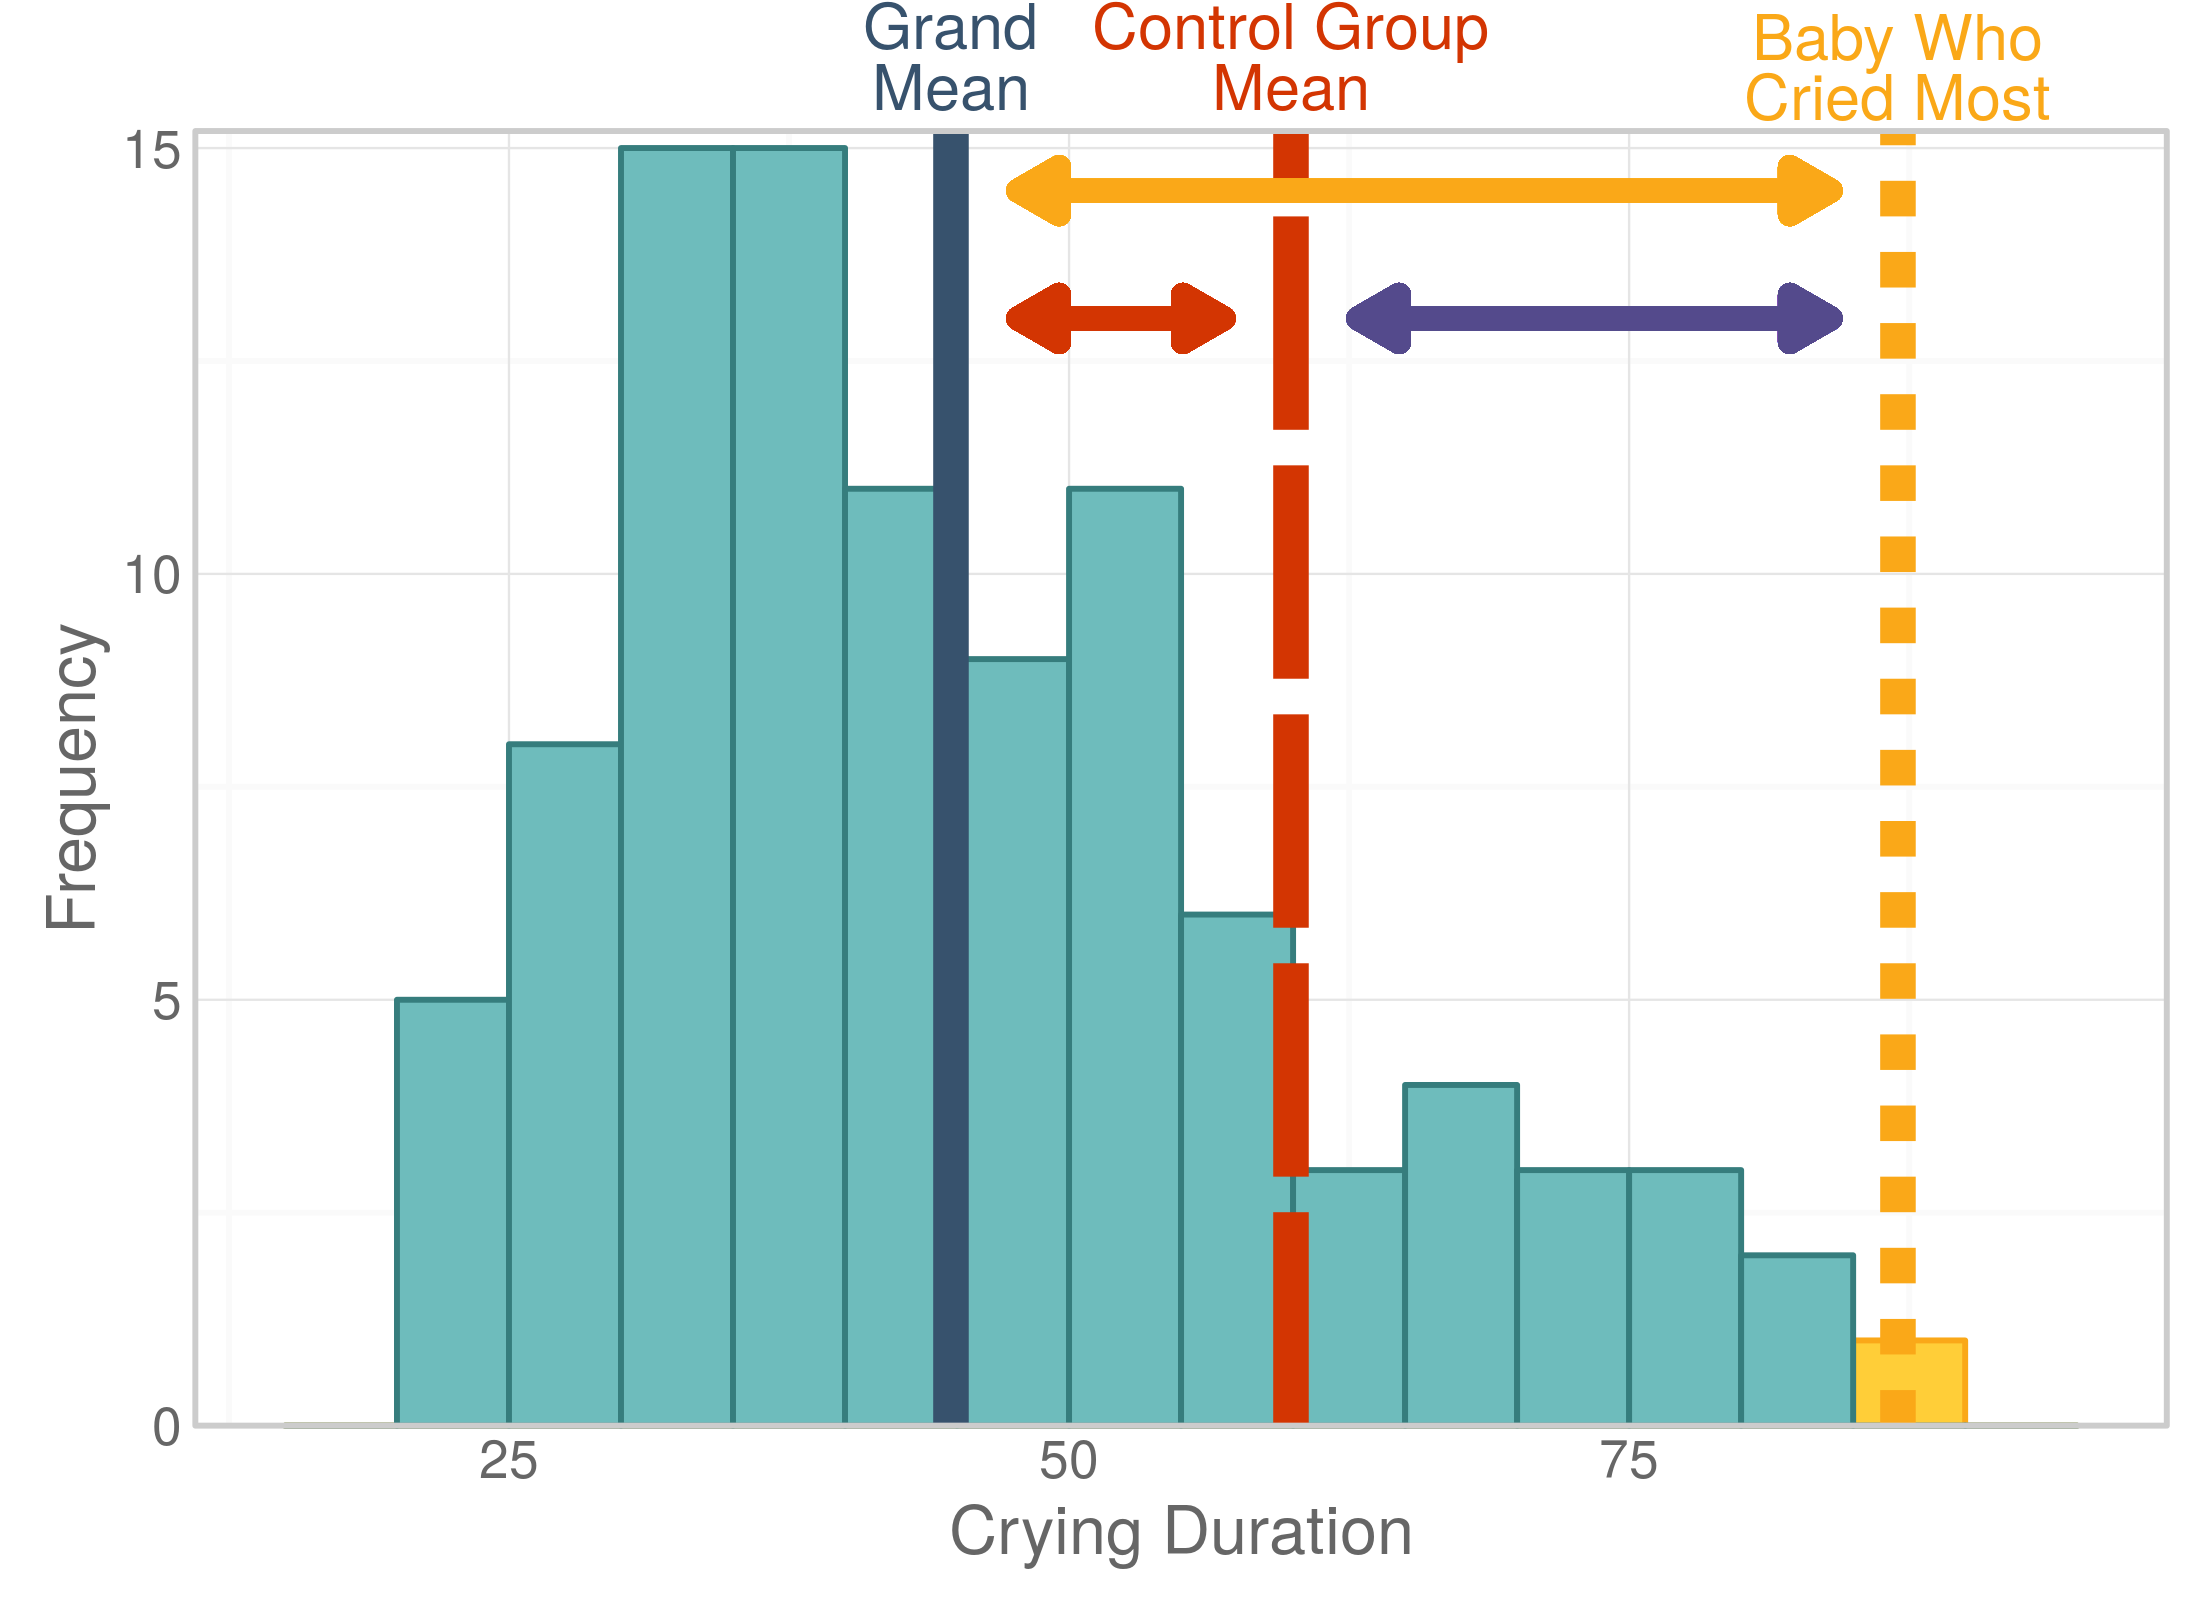 Grand
Mean
Control Group
Mean
Baby Who
Cried Most
15
10
5
0
Frequency
25
50
75
Crying Duration